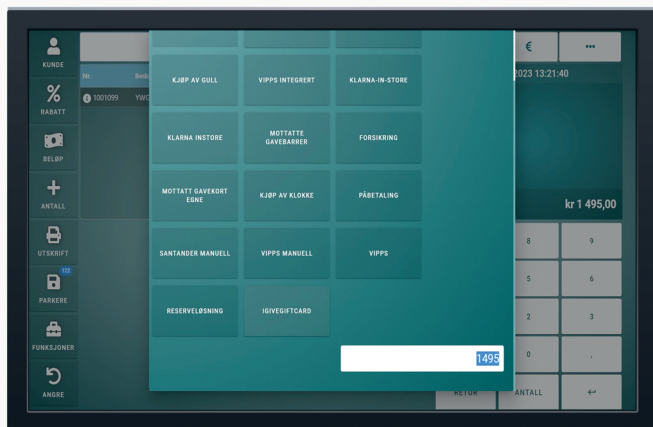 KUNDE
€
•••
Nr.
2023 13:21:40
1001099
RABATT
BELØP
ANTALL
UTSKRIFT
122
PARKERE
FUNKSJONER
ANGRE
KJØP AV GULL
VIPPS INTEGRERT
KLARNA-IN-STORE
KLARNA INSTORE
MOTTATTE
GAVEBARRER
FORSIKRING
MOTTATT GAVEKORT
EGNE
KJØP AV KLOKKE
PÅBETALING
SANTANDER MANUELL
VIPPS MANUELL
VIPPS
RESERVELØSNING
IGIVEGIFTCARD
1495
kr 1 495,00
8
9
5
6
2
3
0
,
RETUR
ANTALL